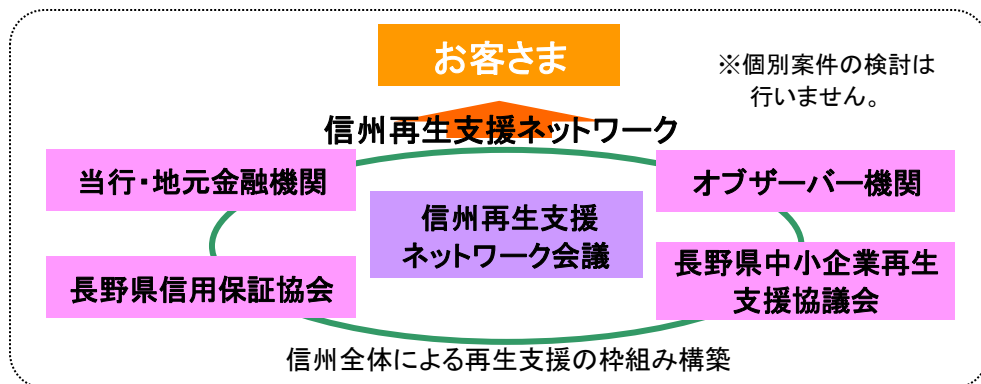 お客さま
※個別案件の検討は
行いません。
信州再生支援ネットワーク
当行・地元金融機関
オブザーバー機関
信州再生支援
ネットワーク会議
長野県信用保証協会
長野県中小企業再生
支援協議会
信州全体による再生支援の枠組み構築